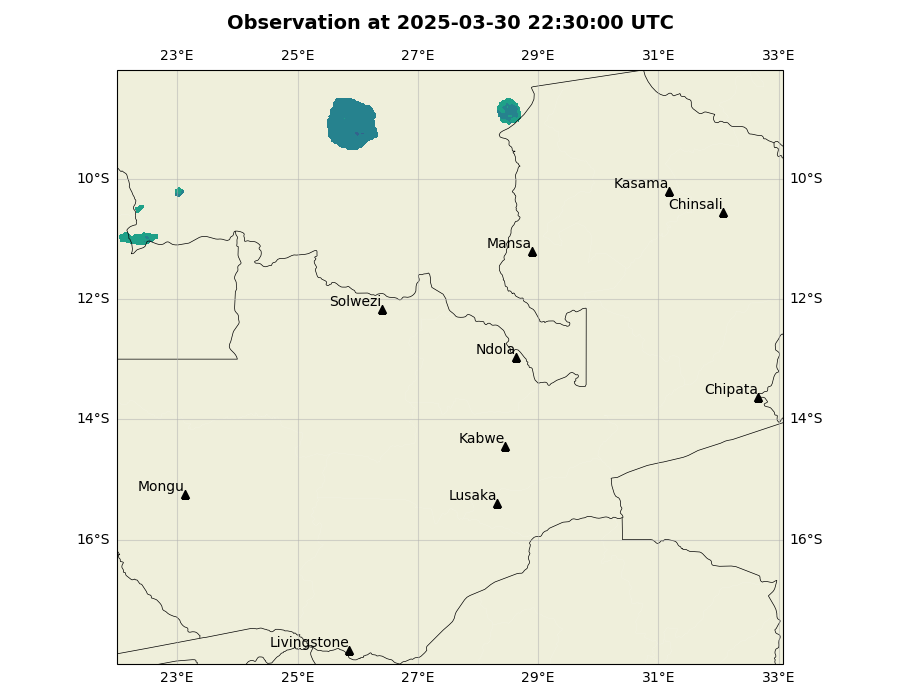 Observation at 2025-03-30 22:30:00 UTC
23°E 25°E 27°E 29°E 31°E 33°E
10°S 10°S
Kasama
Chinsali
Mansa
12°S 12°S
Solwezi
Ndola
Chipata
14°S 14°S
Kabwe
Mongu
Lusaka
16°S 16°S
Livingstone
23°E 25°E 27°E 29°E 31°E 33°E